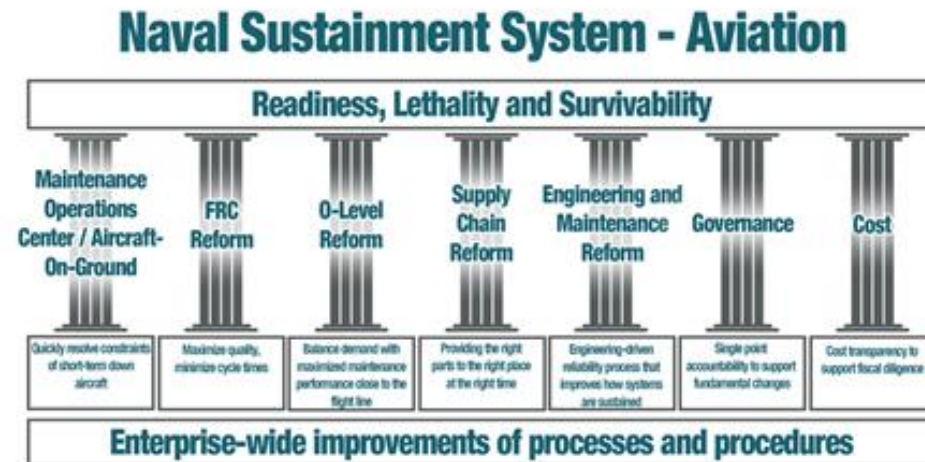 Naval Sustainment System - Aviation
Readiness, Lethality and Survivability
Maintenance
Operations
Center / Aircraft-
On-Ground
FRC
Reform
O-Level
Reform
Supply
Chain
Reform
Engineering and
Maintenance
Reform
Governance
Cost
Quickly resolve constraints
of short-term down
aircraft
Maximize quality,
minimize cycle times
Balance demand with
maximized maintenance
performance close to the
flight line
Providing the right
parts to the right place
at the right time
Engineering-driven
reliability process that
improves how systems
are sustained
Single point
accountability to support
fundamental changes
Cost transparency to
support fiscal diligence
Enterprise-wide improvements of processes and procedures